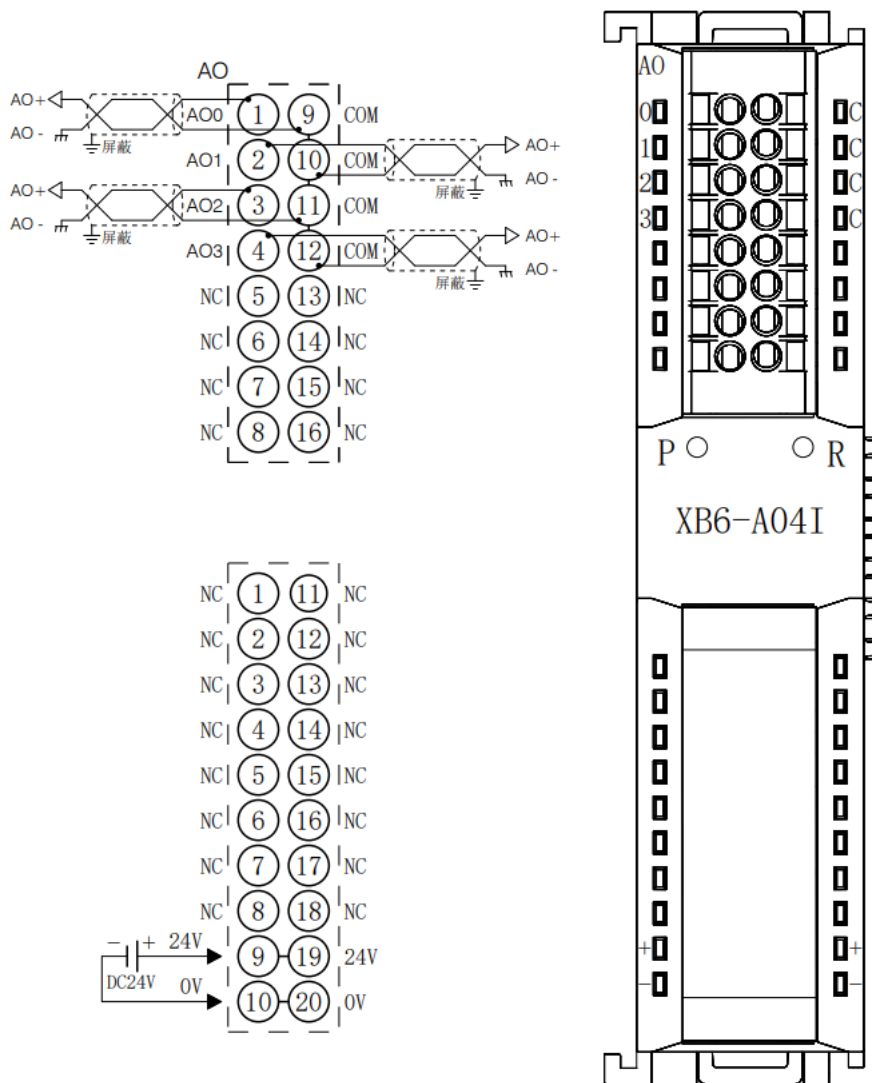 AO
AO+ AO0 1 9 COM
AO - 屏蔽
AO1 2 10 COM AO+
屏蔽 AO -
AO+ AO2 3 11 COM
AO - 屏蔽
AO3 4 12 COM AO+
屏蔽 AO -
NC 5 13 NC
NC 6 14 NC
NC 7 15 NC
NC 8 16 NC
NC 1 11 NC
NC 2 12 NC
NC 3 13 NC
NC 4 14 NC
NC 5 15 NC
NC 6 16 NC
NC 7 17 NC
NC 8 18 NC
- + 24V 9 19 24V
DC24V
0V 10 20 0V
AO
0 C
1 C
2 C
3 C
P R
XB6-A04I
+ +
- -